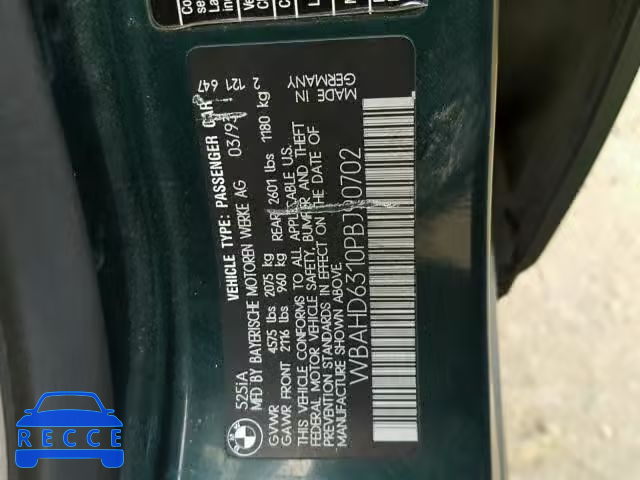 525iA VEHICLE TYPE: PASSENGER CAR 2 121 647
MFD BY BAYERISCHE MOTOREN WERKE AG
GVWR 4575 lbs 2075 kg
GAWR FRONT 2116 lbs 960 kg REAR 2601 lbs 1180 kg
THIS VEHICLE CONFORMS TO ALL APPLICABLE U.S.
FEDERAL MOTOR VEHICLE SAFETY, BUMPER AND THEFT
PREVENTION STANDARDS IN EFFECT ON THE DATE OF
MANUFACTURE SHOWN ABOVE.
MADE IN
GERMANY
RECCE